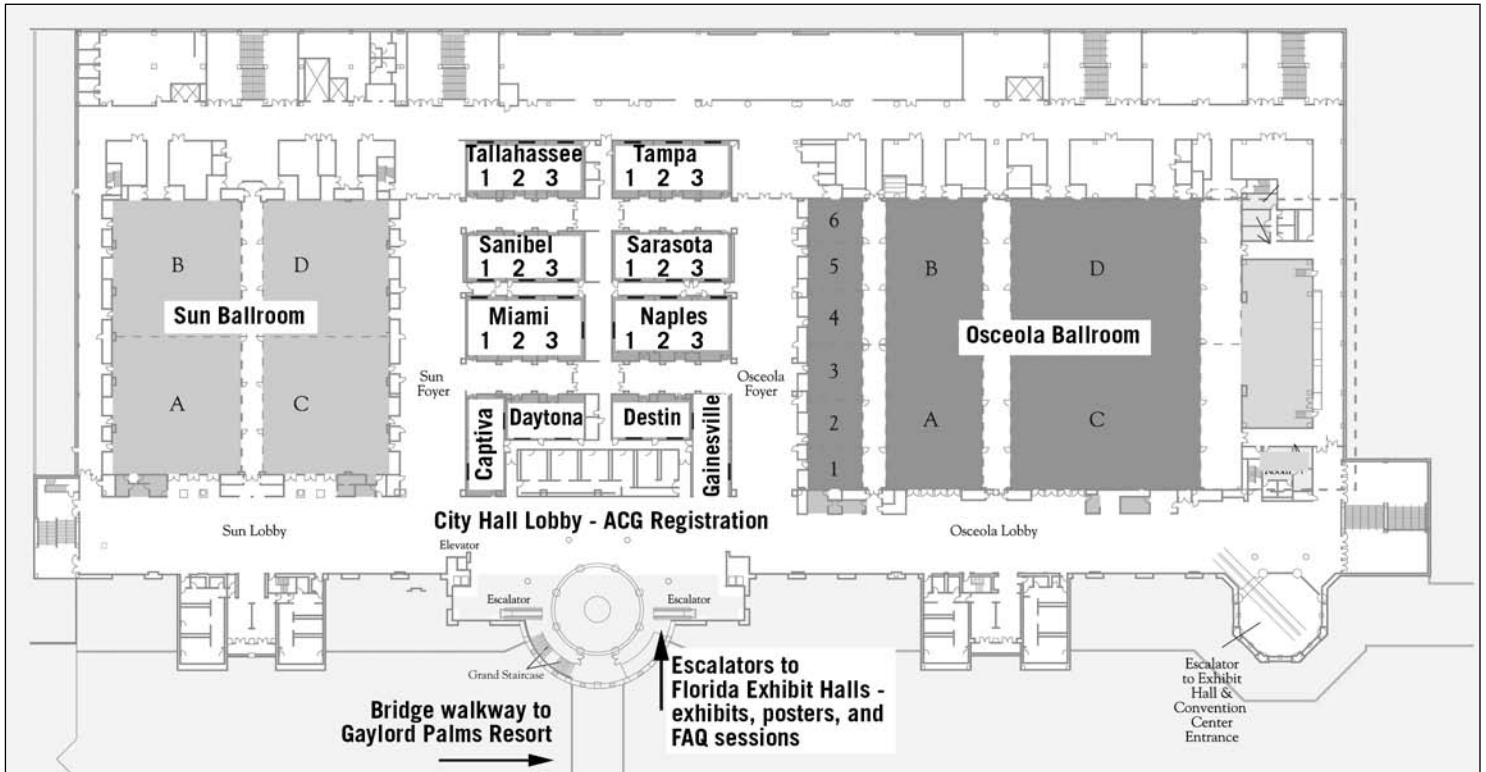 Tallahassee
1 2 3
Tampa
1 2 3
Sanibel
1 2 3
Sarasota
1 2 3
Miami
1 2 3
Naples
1 2 3
Captiva
Daytona
Destin
Gainesville
B
D
Sun Ballroom
A
C
Sun
Foyer
Osceola
Foyer
6
5
4
3
2
1
B
D
Osceola Ballroom
A
C
City Hall Lobby - ACG Registration
Sun Lobby
Osceola Lobby
Elevator
Escalator
Escalator
Grand Staircase
Bridge walkway to
Gaylord Palms Resort
Escalators to
Florida Exhibit Halls -
exhibits, posters, and
FAQ sessions
Escalator
to Exhibit
Hall &
Convention
Center
Entrance